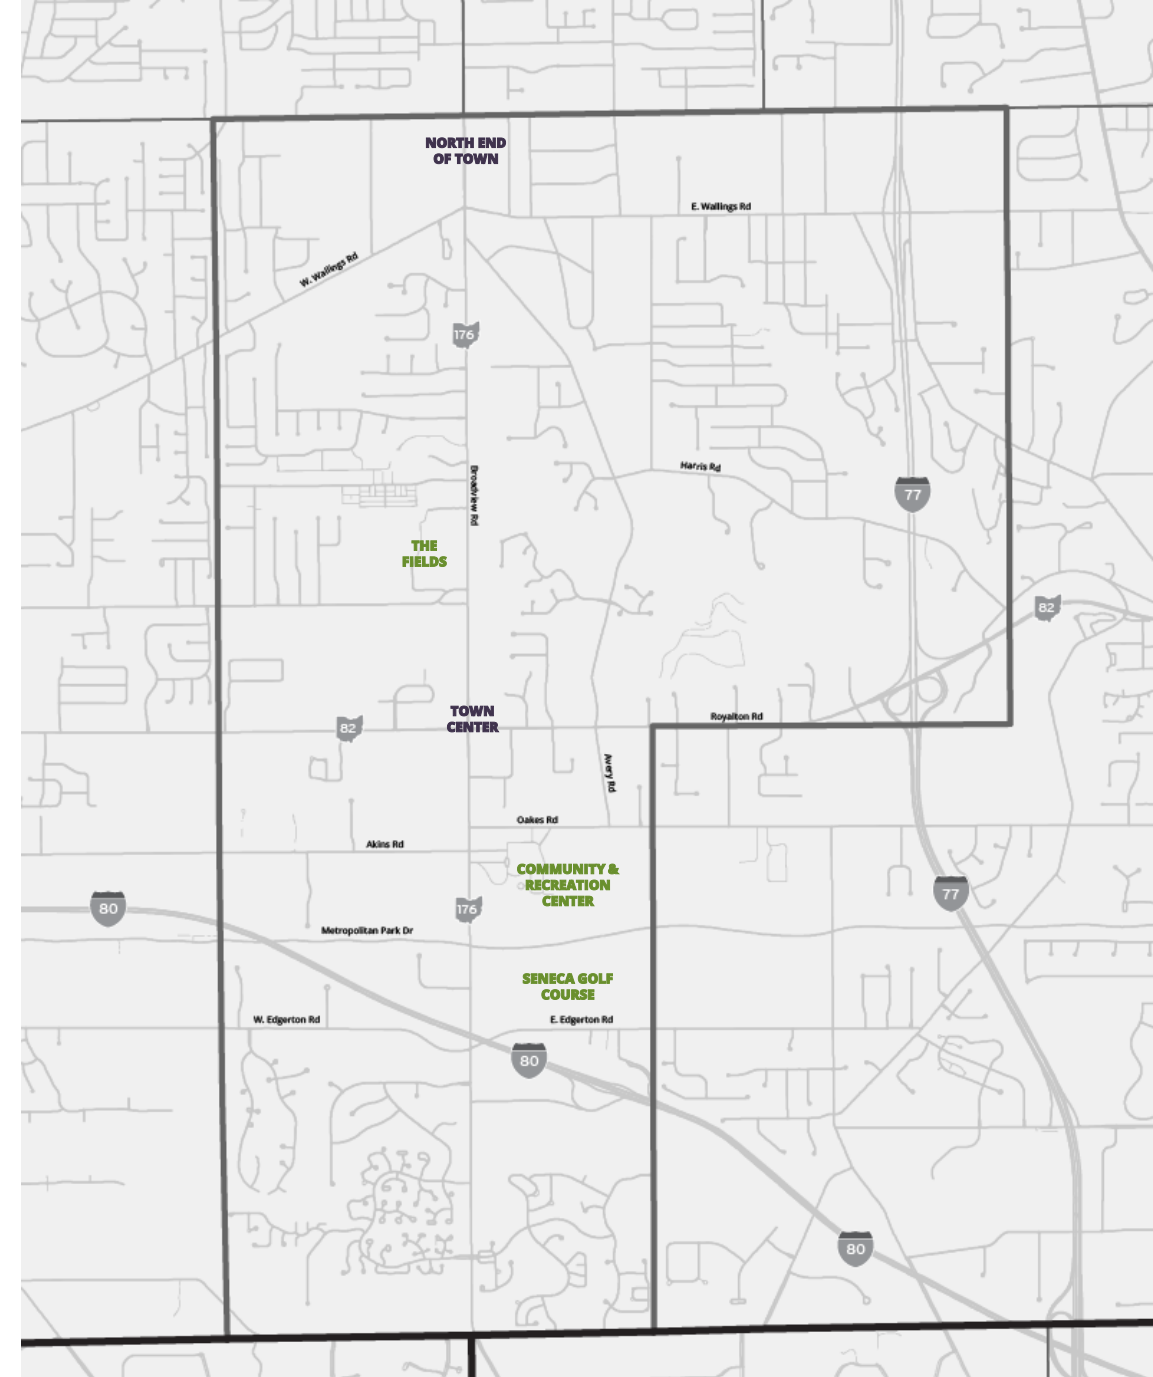 NORTH END
OF TOWN
E. Wallings Rd
W. Wallings Rd
176
Harris Rd
Broadview Rd
77
THE
FIELDS
82
TOWN
CENTER
Royalton Rd
82
Avery Rd
Oakes Rd
Akins Rd
COMMUNITY &
RECREATION
CENTER
77
80
176
Metropolitan Park Dr
SENECA GOLF
COURSE
W. Edgerton Rd
E. Edgerton Rd
80
80